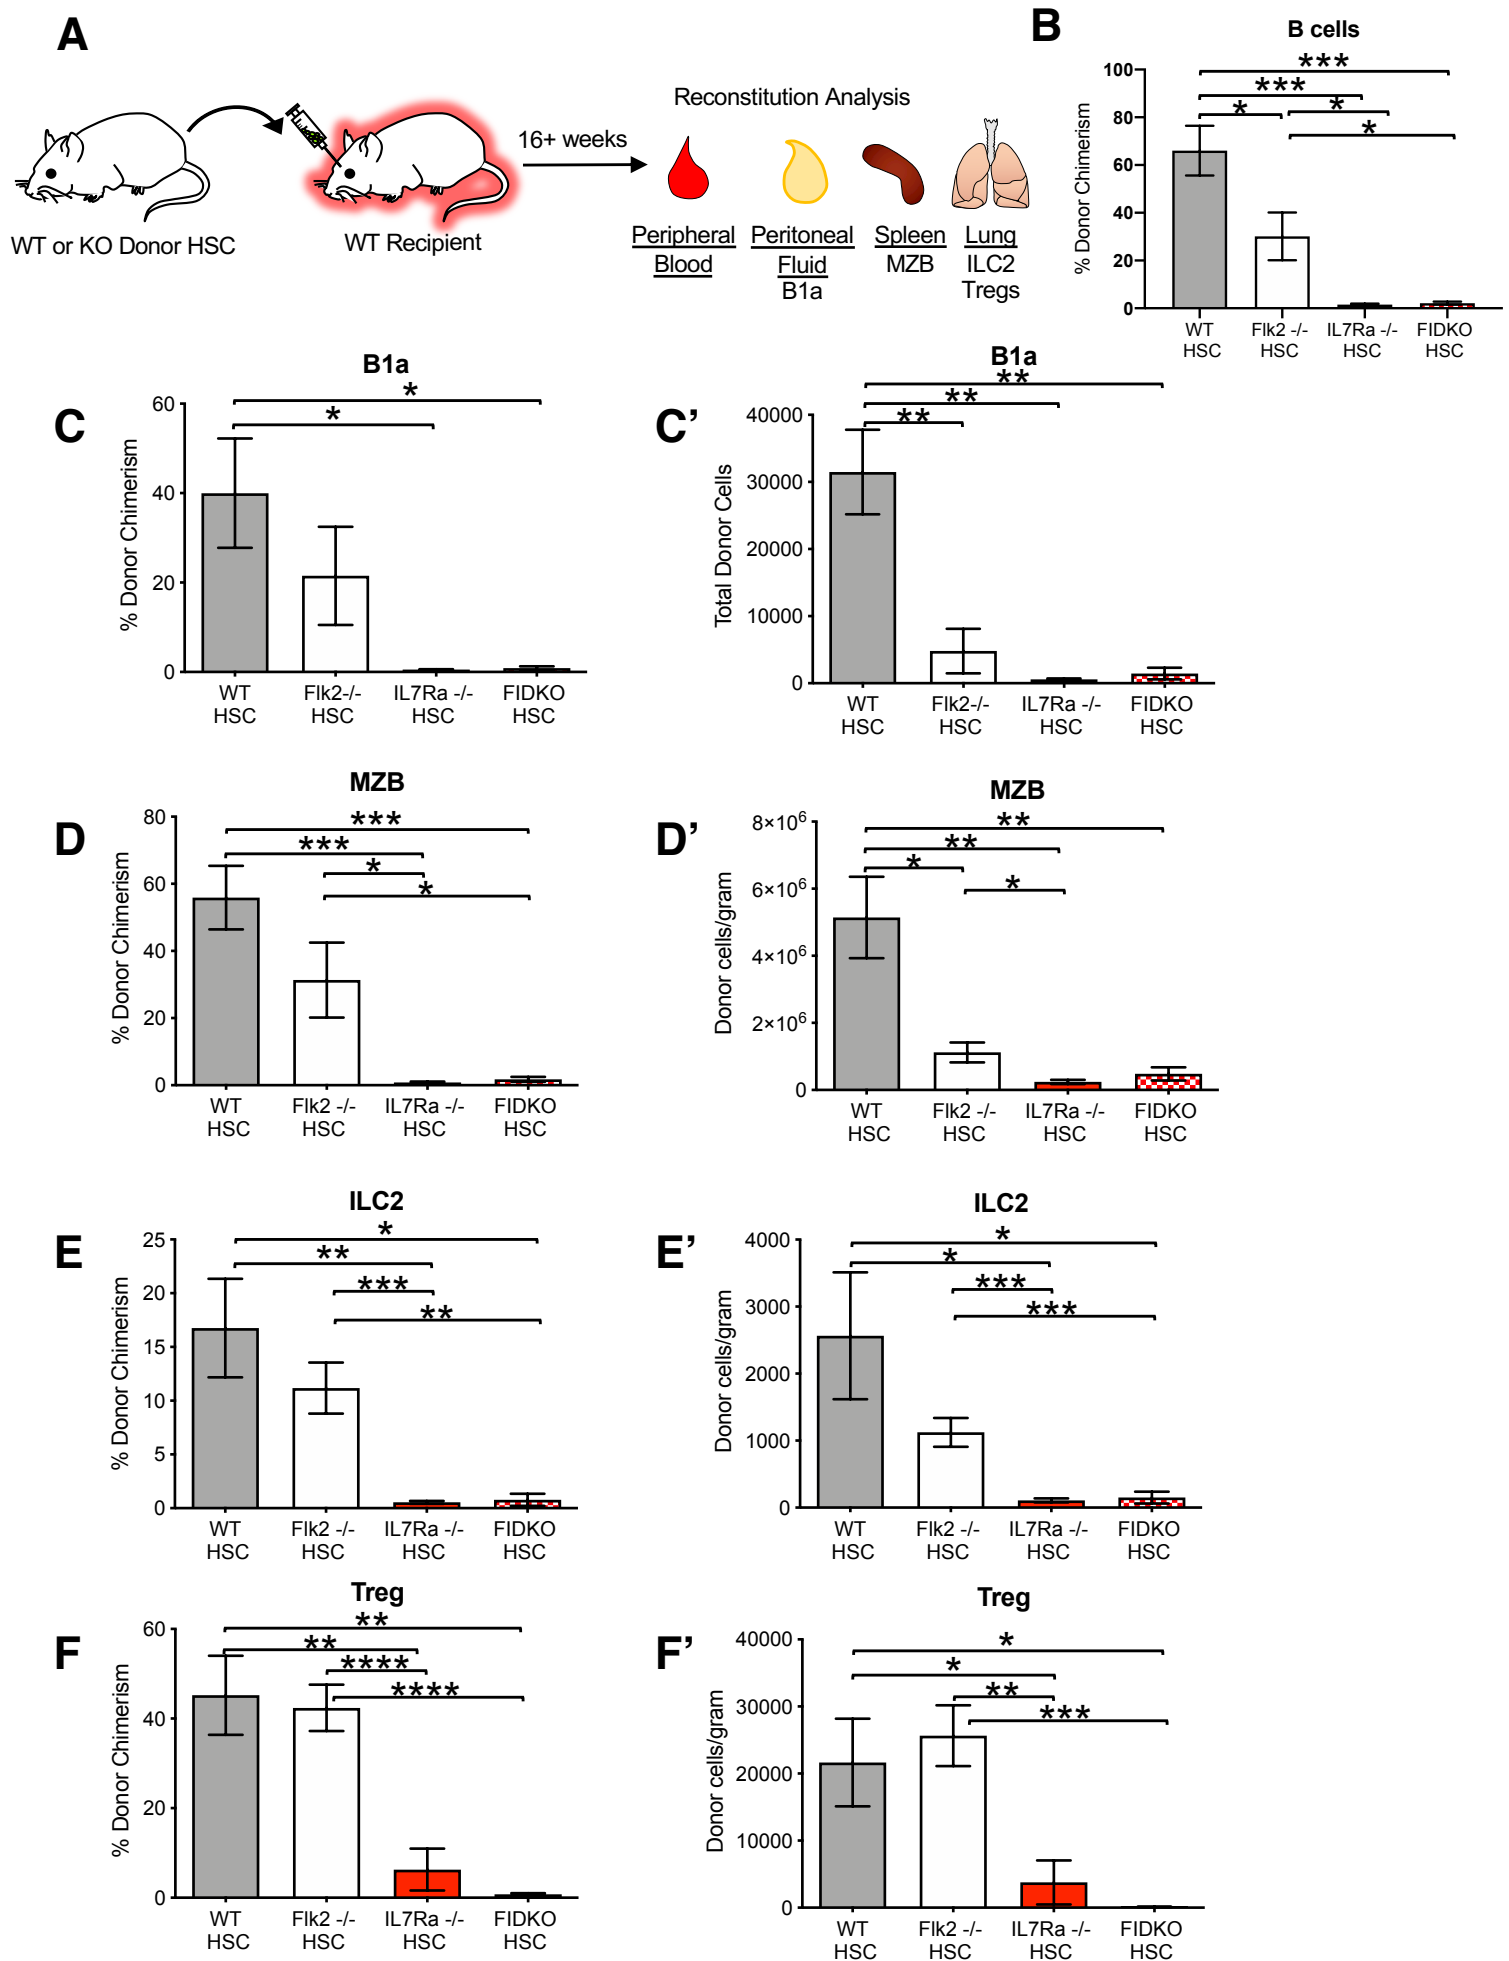 A
WT or KO Donor HSC
WT Recipient
16+ weeks
Reconstitution Analysis
Peripheral
Blood
Peritoneal
Fluid
B1a
Spleen
MZB
Lung
ILC2
Tregs
B
B cells
% Donor Chimerism
100
80
60
40
20
0
***
***
*
*
*
WT
HSC
Flk2 -/-
HSC
IL7Ra -/-
HSC
FIDKO
HSC
C
B1a
% Donor Chimerism
60
40
20
0
*
*
WT
HSC
Flk2-/-
HSC
IL7Ra -/-
HSC
FIDKO
HSC
C'
B1a
Total Donor Cells
40000
30000
20000
10000
0
**
**
**
WT
HSC
Flk2-/-
HSC
IL7Ra -/-
HSC
FIDKO
HSC
D
MZB
% Donor Chimerism
80
60
40
20
0
***
***
*
*
WT
HSC
Flk2 -/-
HSC
IL7Ra -/-
HSC
FIDKO
HSC
D'
MZB
Donor cells/gram
8×10⁶
6×10⁶
4×10⁶
2×10⁶
0
**
**
*
*
WT
HSC
Flk2 -/-
HSC
IL7Ra -/-
HSC
FIDKO
HSC
E
ILC2
% Donor Chimerism
25
20
15
10
5
0
*
**
***
**
WT
HSC
Flk2 -/-
HSC
IL7Ra -/-
HSC
FIDKO
HSC
E'
ILC2
Donor cells/gram
4000
3000
2000
1000
0
*
*
***
***
WT
HSC
Flk2 -/-
HSC
IL7Ra -/-
HSC
FIDKO
HSC
F
Treg
% Donor Chimerism
60
40
20
0
**
**
****
****
WT
HSC
Flk2 -/-
HSC
IL7Ra -/-
HSC
FIDKO
HSC
F'
Treg
Donor cells/gram
40000
30000
20000
10000
0
*
*
**
***
WT
HSC
Flk2 -/-
HSC
IL7Ra -/-
HSC
FIDKO
HSC